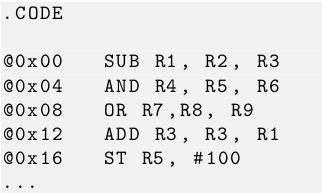 .CODE
@0x00 SUB R1, R2, R3
@0x04 AND R4, R5, R6
@0x08 OR R7,R8, R9
@0x12 ADD R3, R3, R1
@0x16 ST R5, #100
...